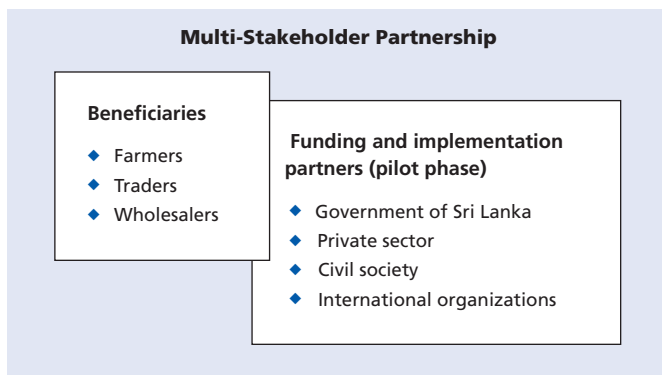 Multi-Stakeholder Partnership
Beneficiaries
◆ Farmers
◆ Traders
◆ Wholesalers
Funding and implementation
partners (pilot phase)
◆ Government of Sri Lanka
◆ Private sector
◆ Civil society
◆ International organizations